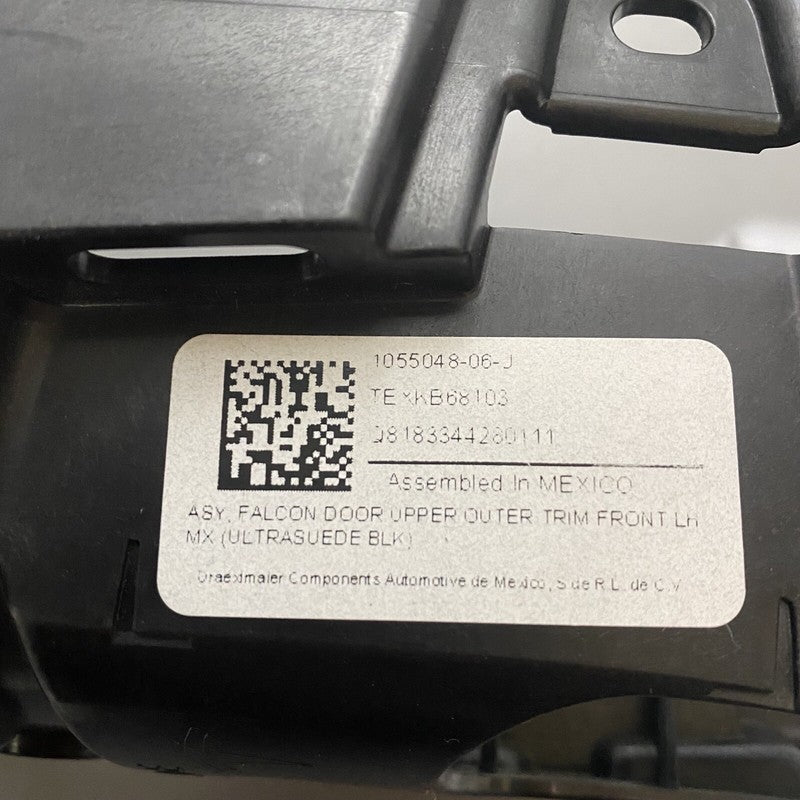 1055048-06-J
TEXKB68103
Q8183344280111
Assembled In MEXICO
ASY, FALCON DOOR UPPER OUTER TRIM FRONT LH
MX (ULTRASUEDE BLK)
Draexlmaier Components Automotive de Mexico, S de R.L. de C.V